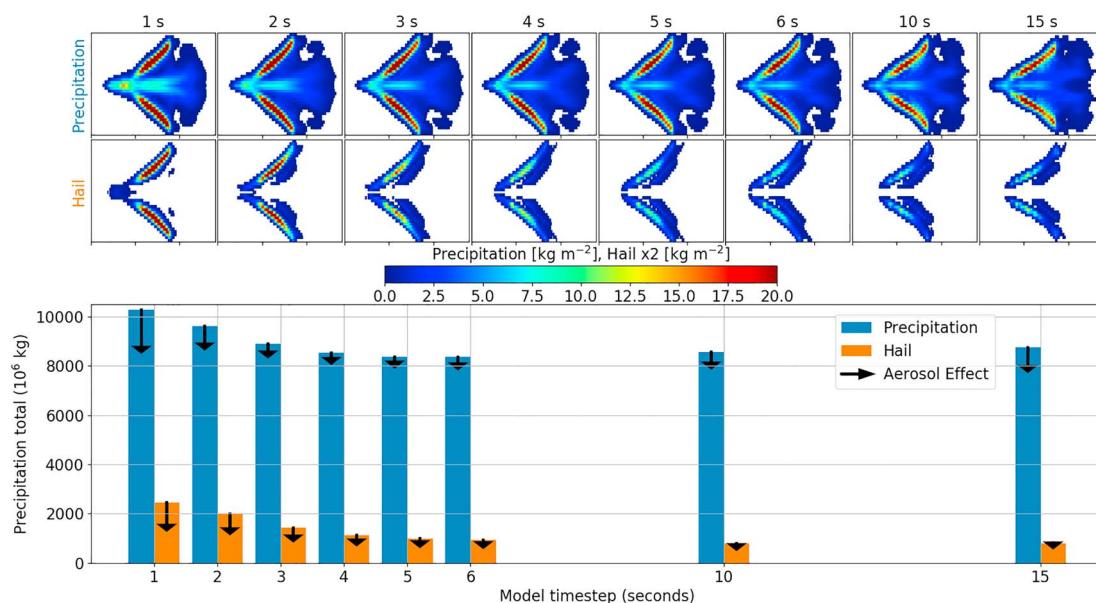 1 s 2 s 3 s 4 s 5 s 6 s 10 s 15 s
Precipitation
Hail
Precipitation [kg m⁻²], Hail x2 [kg m⁻²]
0.0 2.5 5.0 7.5 10.0 12.5 15.0 17.5 20.0
Precipitation total (10⁶ kg)
10000
8000
6000
4000
2000
0
Precipitation
Hail
Aerosol Effect
1 2 3 4 5 6 10 15
Model timestep (seconds)